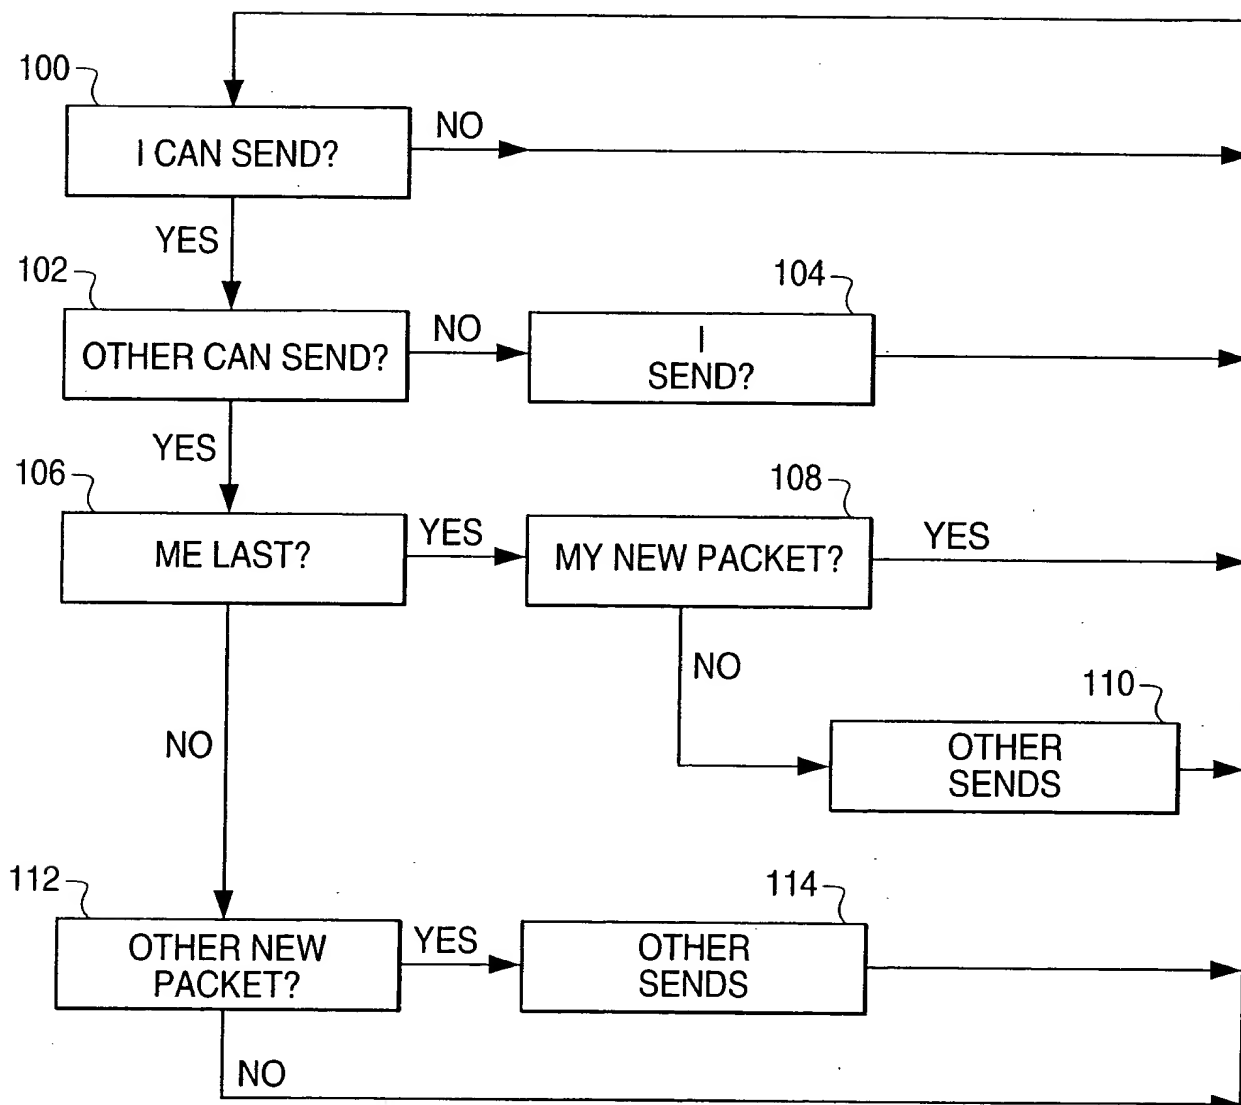 100
I CAN SEND?
NO
YES
102
OTHER CAN SEND?
NO
104
I
SEND?
YES
106
ME LAST?
YES
108
MY NEW PACKET?
YES
NO
110
OTHER
SENDS
NO
112
OTHER NEW
PACKET?
YES
114
OTHER
SENDS
NO